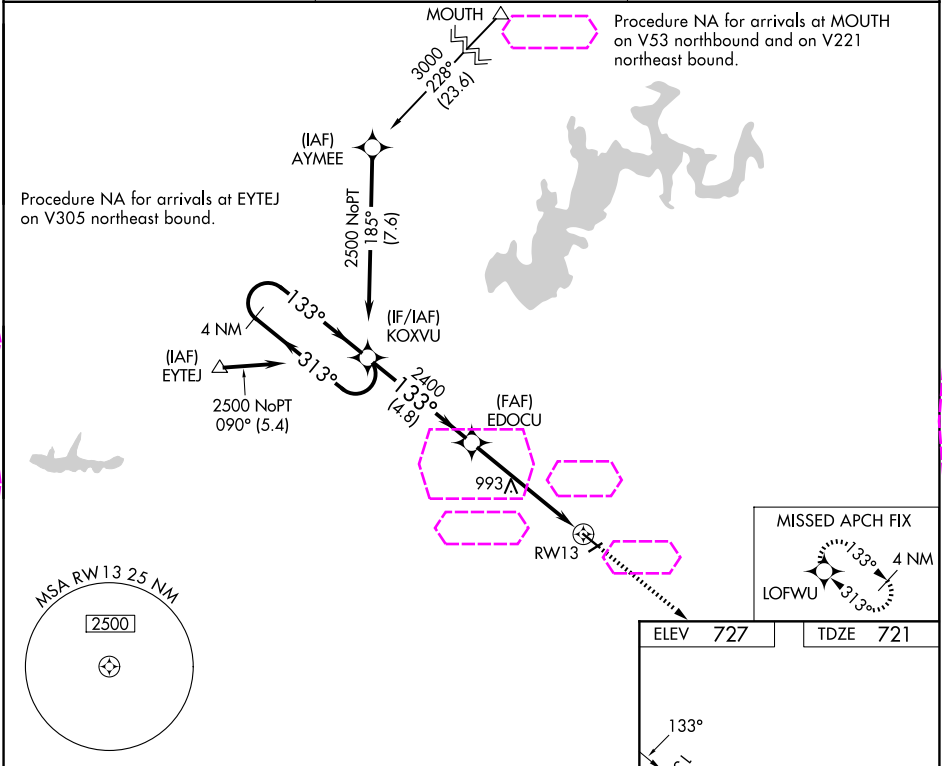 MOUTH
Procedure NA for arrivals at MOUTH
on V53 northbound and on V221
northeast bound.
3000
228°
(23.6)
(IAF)
AYMEE
Procedure NA for arrivals at EYTEJ
on V305 northeast bound.
2500 NoPT
185°
(7.6)
133°
4 NM
313°
(IF/IAF)
KOXVU
(IAF)
EYTEJ
2500 NoPT
090° (5.4)
2400
133°
(4.8)
(FAF)
EDOCU
993
RW13
MISSED APCH FIX
133°
4 NM
LOFWU
313°
MSA RW13 25 NM
2500
ELEV 727
TDZE 721
133°